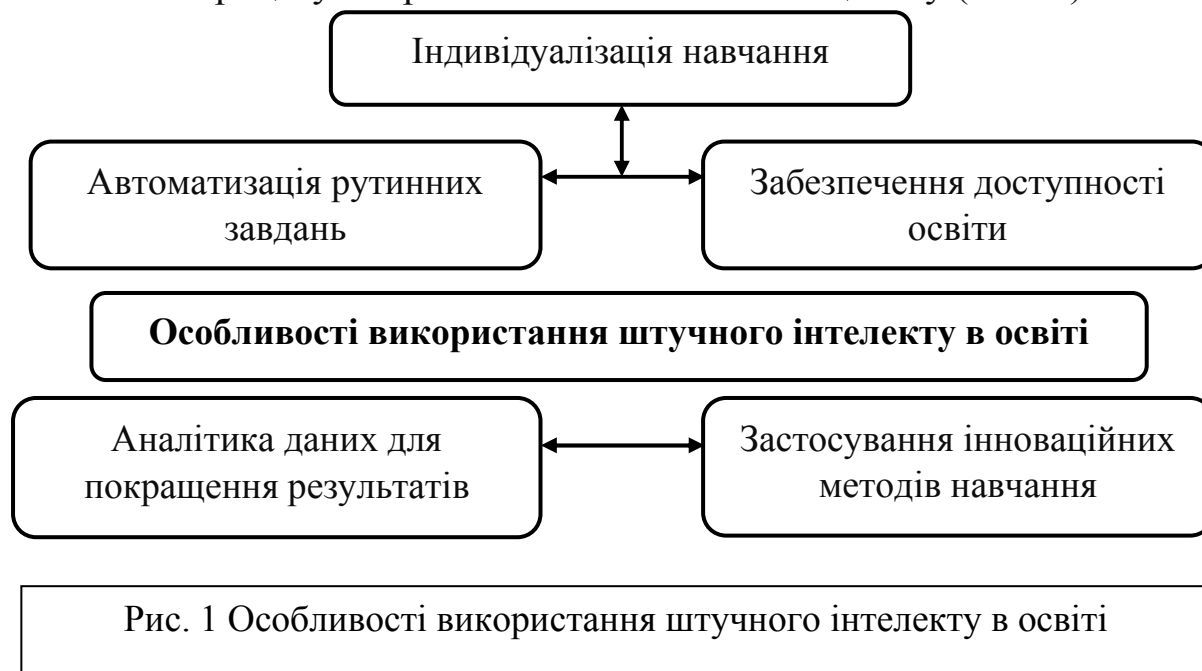 Індивідуалізація навчання
Автоматизація рутинних
завдань
Забезпечення доступності
освіти
Особливості використання штучного інтелекту в освіті
Аналітика даних для
покращення результатів
Застосування інноваційних
методів навчання
Рис. 1 Особливості використання штучного інтелекту в освіті